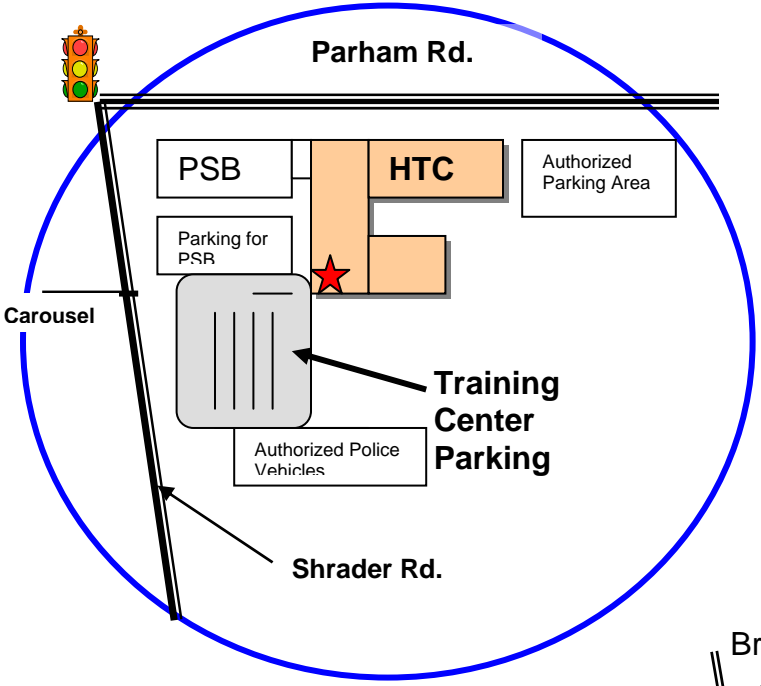 Parham Rd.
PSB
HTC
Authorized
Parking Area
Parking for
PSB
Carousel
Training
Center
Parking
Authorized Police
Vehicles
Shrader Rd.
Br